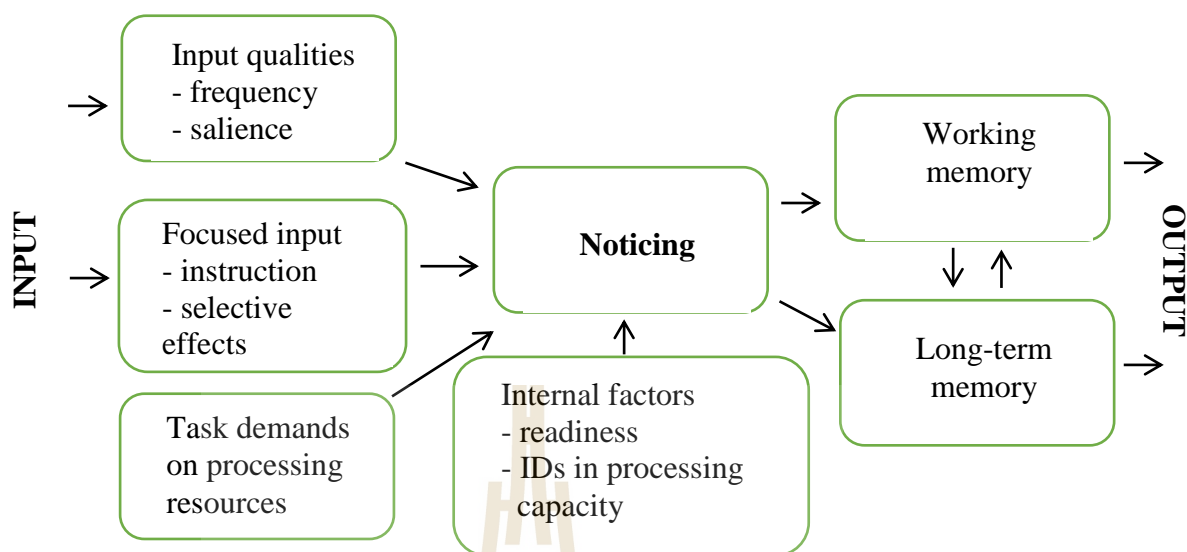 INPUT
Input qualities
- frequency
- salience
Focused input
- instruction
- selective
effects
Task demands
on processing
resources
Noticing
Internal factors
- readiness
- IDs in processing
capacity
Working
memory
Long-term
memory
OUTPUT